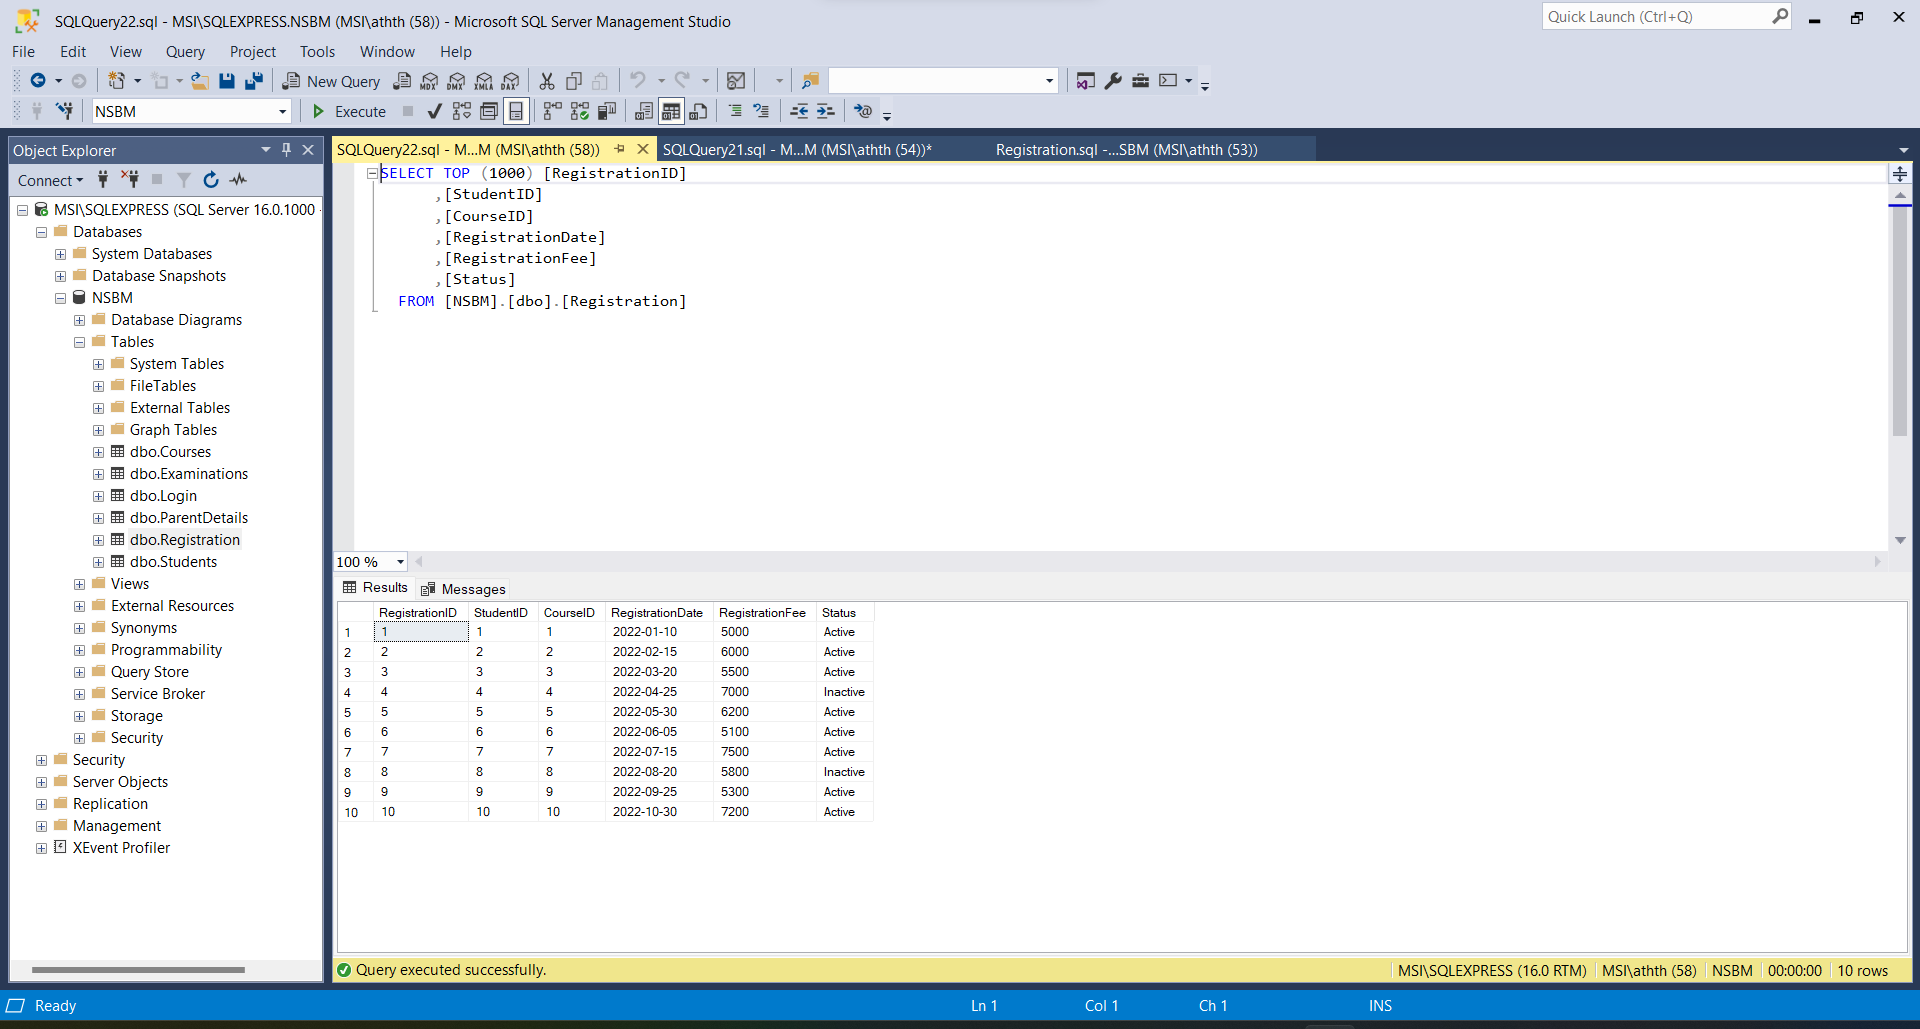 SQLQuery22.sql - MSI\SQLEXPRESS.NSBM (MSI\athth (58)) - Microsoft SQL Server Management Studio
Quick Launch (Ctrl+Q)
File Edit View Query Project Tools Window Help
New Query MDX DMX XMLA DAX
NSBM Execute
Object Explorer
Connect
MSI\SQLEXPRESS (SQL Server 16.0.1000 -
Databases
System Databases
Database Snapshots
NSBM
Database Diagrams
Tables
System Tables
FileTables
External Tables
Graph Tables
dbo.Courses
dbo.Examinations
dbo.Login
dbo.ParentDetails
dbo.Registration
dbo.Students
Views
External Resources
Synonyms
Programmability
Query Store
Service Broker
Storage
Security
Security
Server Objects
Replication
Management
XEvent Profiler
SQLQuery22.sql - M...M (MSI\athth (58)) SQLQuery21.sql - M...M (MSI\athth (54))* Registration.sql -...SBM (MSI\athth (53))
SELECT TOP (1000) [RegistrationID]
,[StudentID]
,[CourseID]
,[RegistrationDate]
,[RegistrationFee]
,[Status]
FROM [NSBM].[dbo].[Registration]
100 %
Results Messages
RegistrationID StudentID CourseID RegistrationDate RegistrationFee Status
1 1 1 1 2022-01-10 5000 Active
2 2 2 2 2022-02-15 6000 Active
3 3 3 3 2022-03-20 5500 Active
4 4 4 4 2022-04-25 7000 Inactive
5 5 5 5 2022-05-30 6200 Active
6 6 6 6 2022-06-05 5100 Active
7 7 7 7 2022-07-15 7500 Active
8 8 8 8 2022-08-20 5800 Inactive
9 9 9 9 2022-09-25 5300 Active
10 10 10 10 2022-10-30 7200 Active
Query executed successfully. MSI\SQLEXPRESS (16.0 RTM) MSI\athth (58) NSBM 00:00:00 10 rows
Ready Ln 1 Col 1 Ch 1 INS